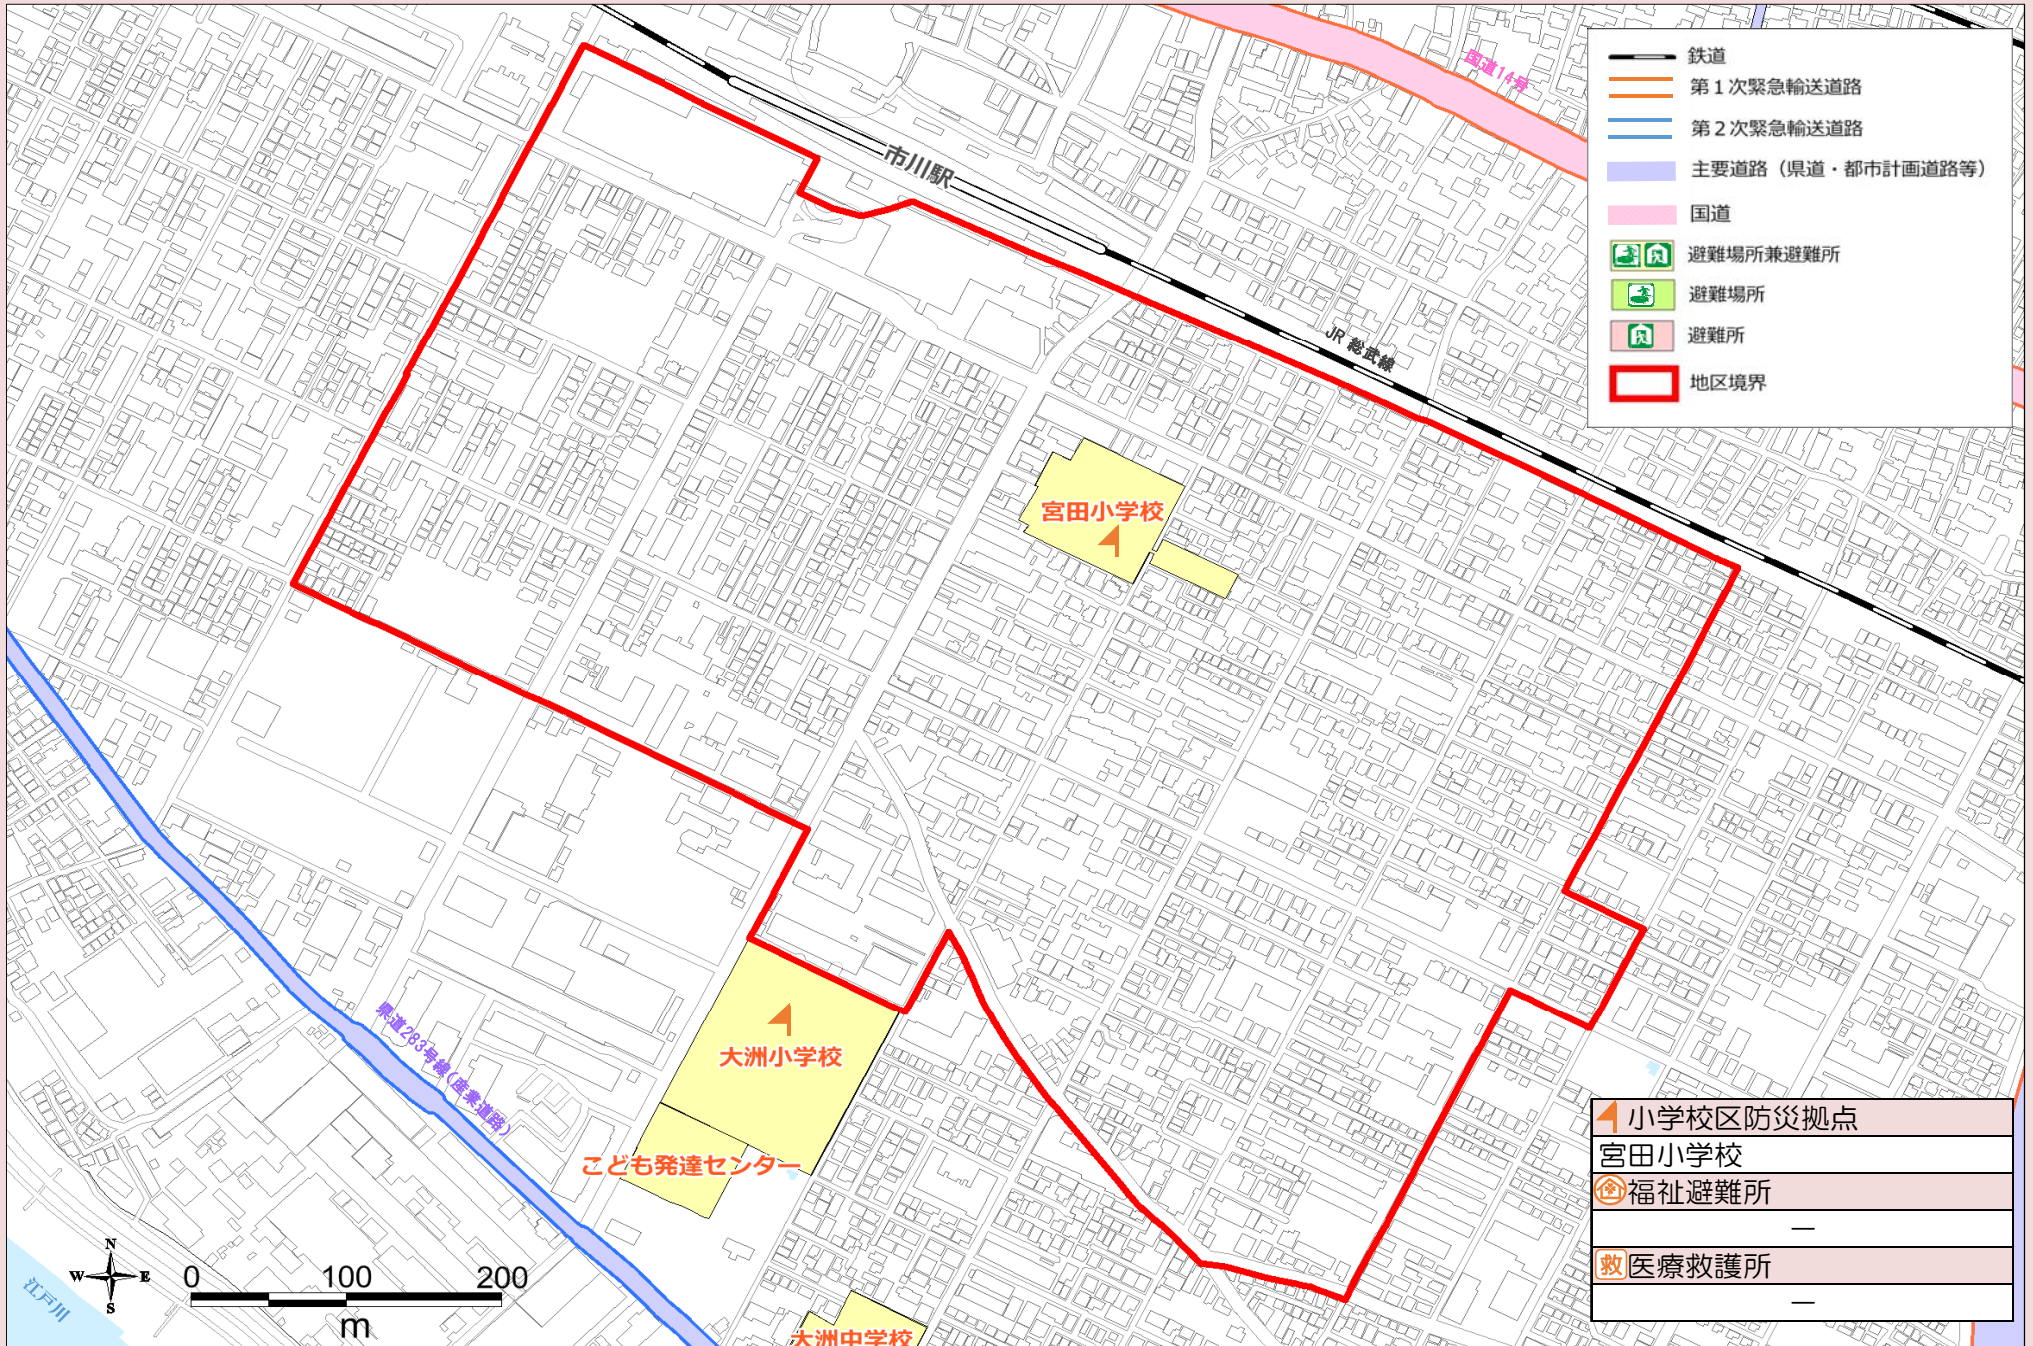 国道14号
市川駅
JR 総武線
宮田小学校
大洲小学校
こども発達センター
大洲中学校
県道283号線(産業道路)
江戸川
N
W E
S
0 100 200
m
鉄道
第1次緊急輸送道路
第2次緊急輸送道路
主要道路（県道・都市計画道路等）
国道
避難場所兼避難所
避難場所
避難所
地区境界
小学校区防災拠点
宮田小学校
福祉避難所
―
救 医療救護所
―